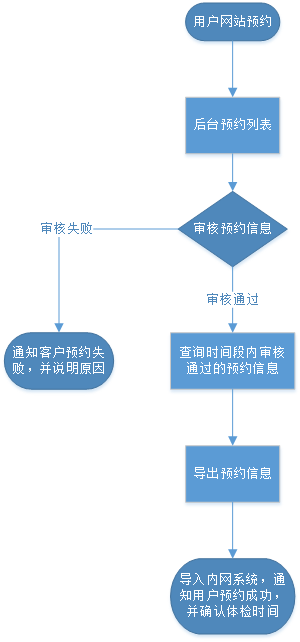 用户网站预约
后台预约列表
审核预约信息
审核失败
审核通过
通知客户预约失
败，并说明原因
查询时间段内审核
通过的预约信息
导出预约信息
导入内网系统，通
知用户预约成功，
并确认体检时间